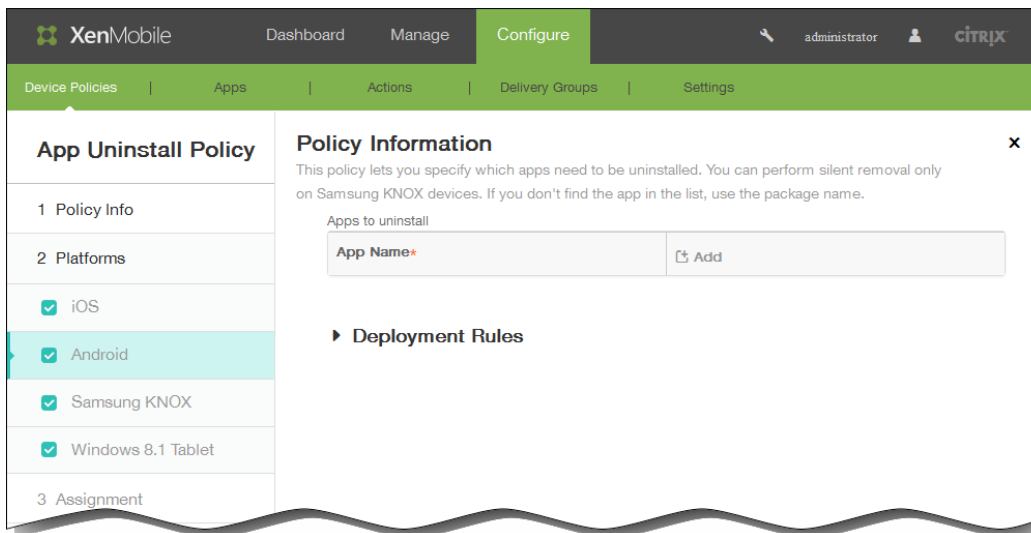 XenMobile Dashboard Manage Configure administrator CİTRIX
Device Policies | Apps | Actions | Delivery Groups | Settings
App Uninstall Policy
1 Policy Info
2 Platforms
iOS
Android
Samsung KNOX
Windows 8.1 Tablet
3 Assignment
Policy Information
This policy lets you specify which apps need to be uninstalled. You can perform silent removal only
on Samsung KNOX devices. If you don't find the app in the list, use the package name.
Apps to uninstall
App Name* Add
Deployment Rules